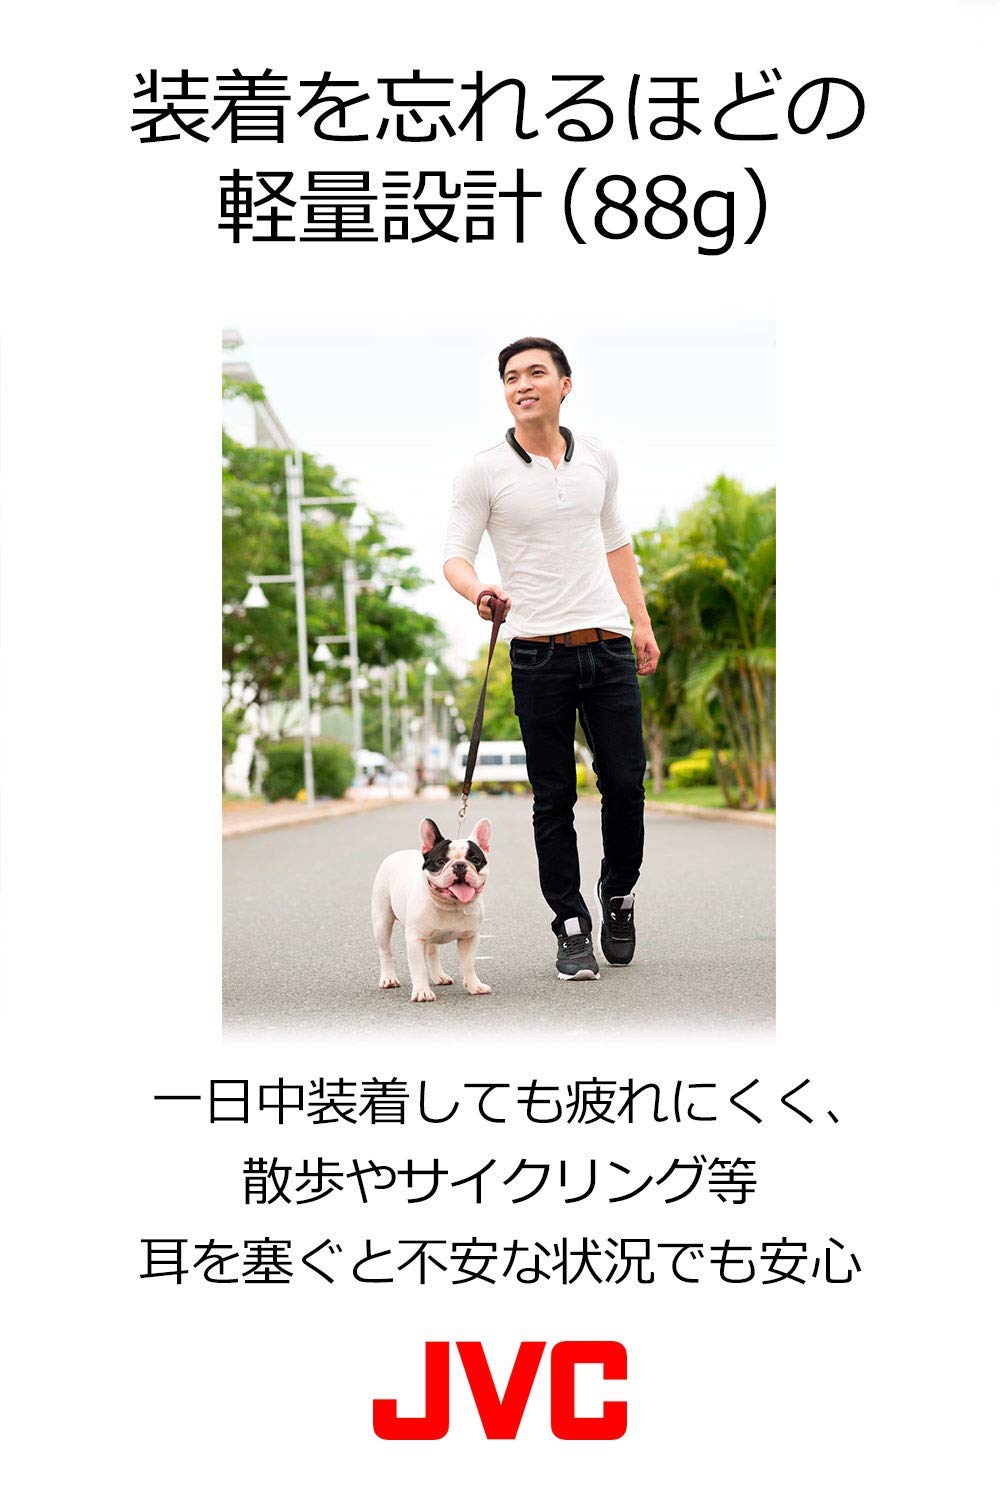 装着を忘れるほどの
軽量設計(88g)
一日中装着しても疲れにくく、
散歩やサイクリング等
耳を塞ぐと不安な状況でも安心
JVC